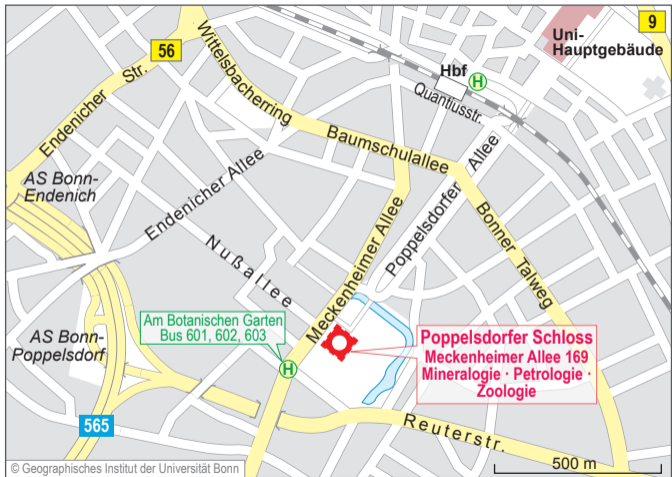 9
Uni-
Hauptgebäude
56
Hbf
H
Wittelsbacherring
Endenicher Str.
Quantiusstr.
Baumschulallee
AS Bonn-
Endenich
Endenicher Allee
Poppelsdorfer Allee
Meckenheimer Allee
Bonner Talweg
Nußallee
Am Botanischen Garten
Bus 601, 602, 603
AS Bonn-
Poppelsdorf
Poppelsdorfer Schloss
Meckenheimer Allee 169
Mineralogie · Petrologie ·
Zoologie
H
565
Reuterstr.
500 m
© Geographisches Institut der Universität Bonn